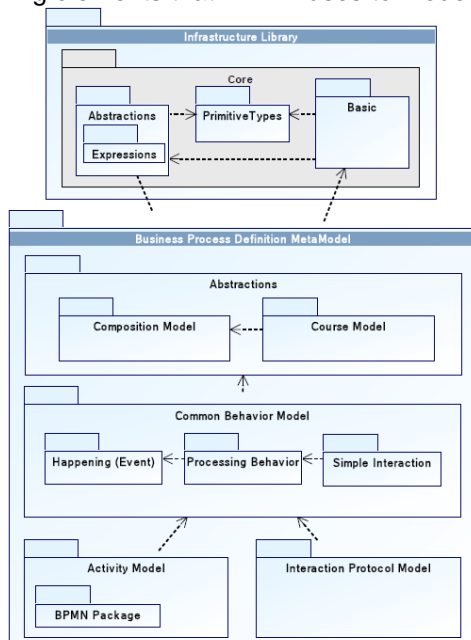 Infrastructure Library
Core
Abstractions
PrimitiveTypes
Basic
Expressions
Business Process Definition MetaModel
Abstractions
Composition Model
Course Model
Common Behavior Model
Happening (Event)
Processing Behavior
Simple Interaction
Activity Model
Interaction Protocol Model
BPMN Package